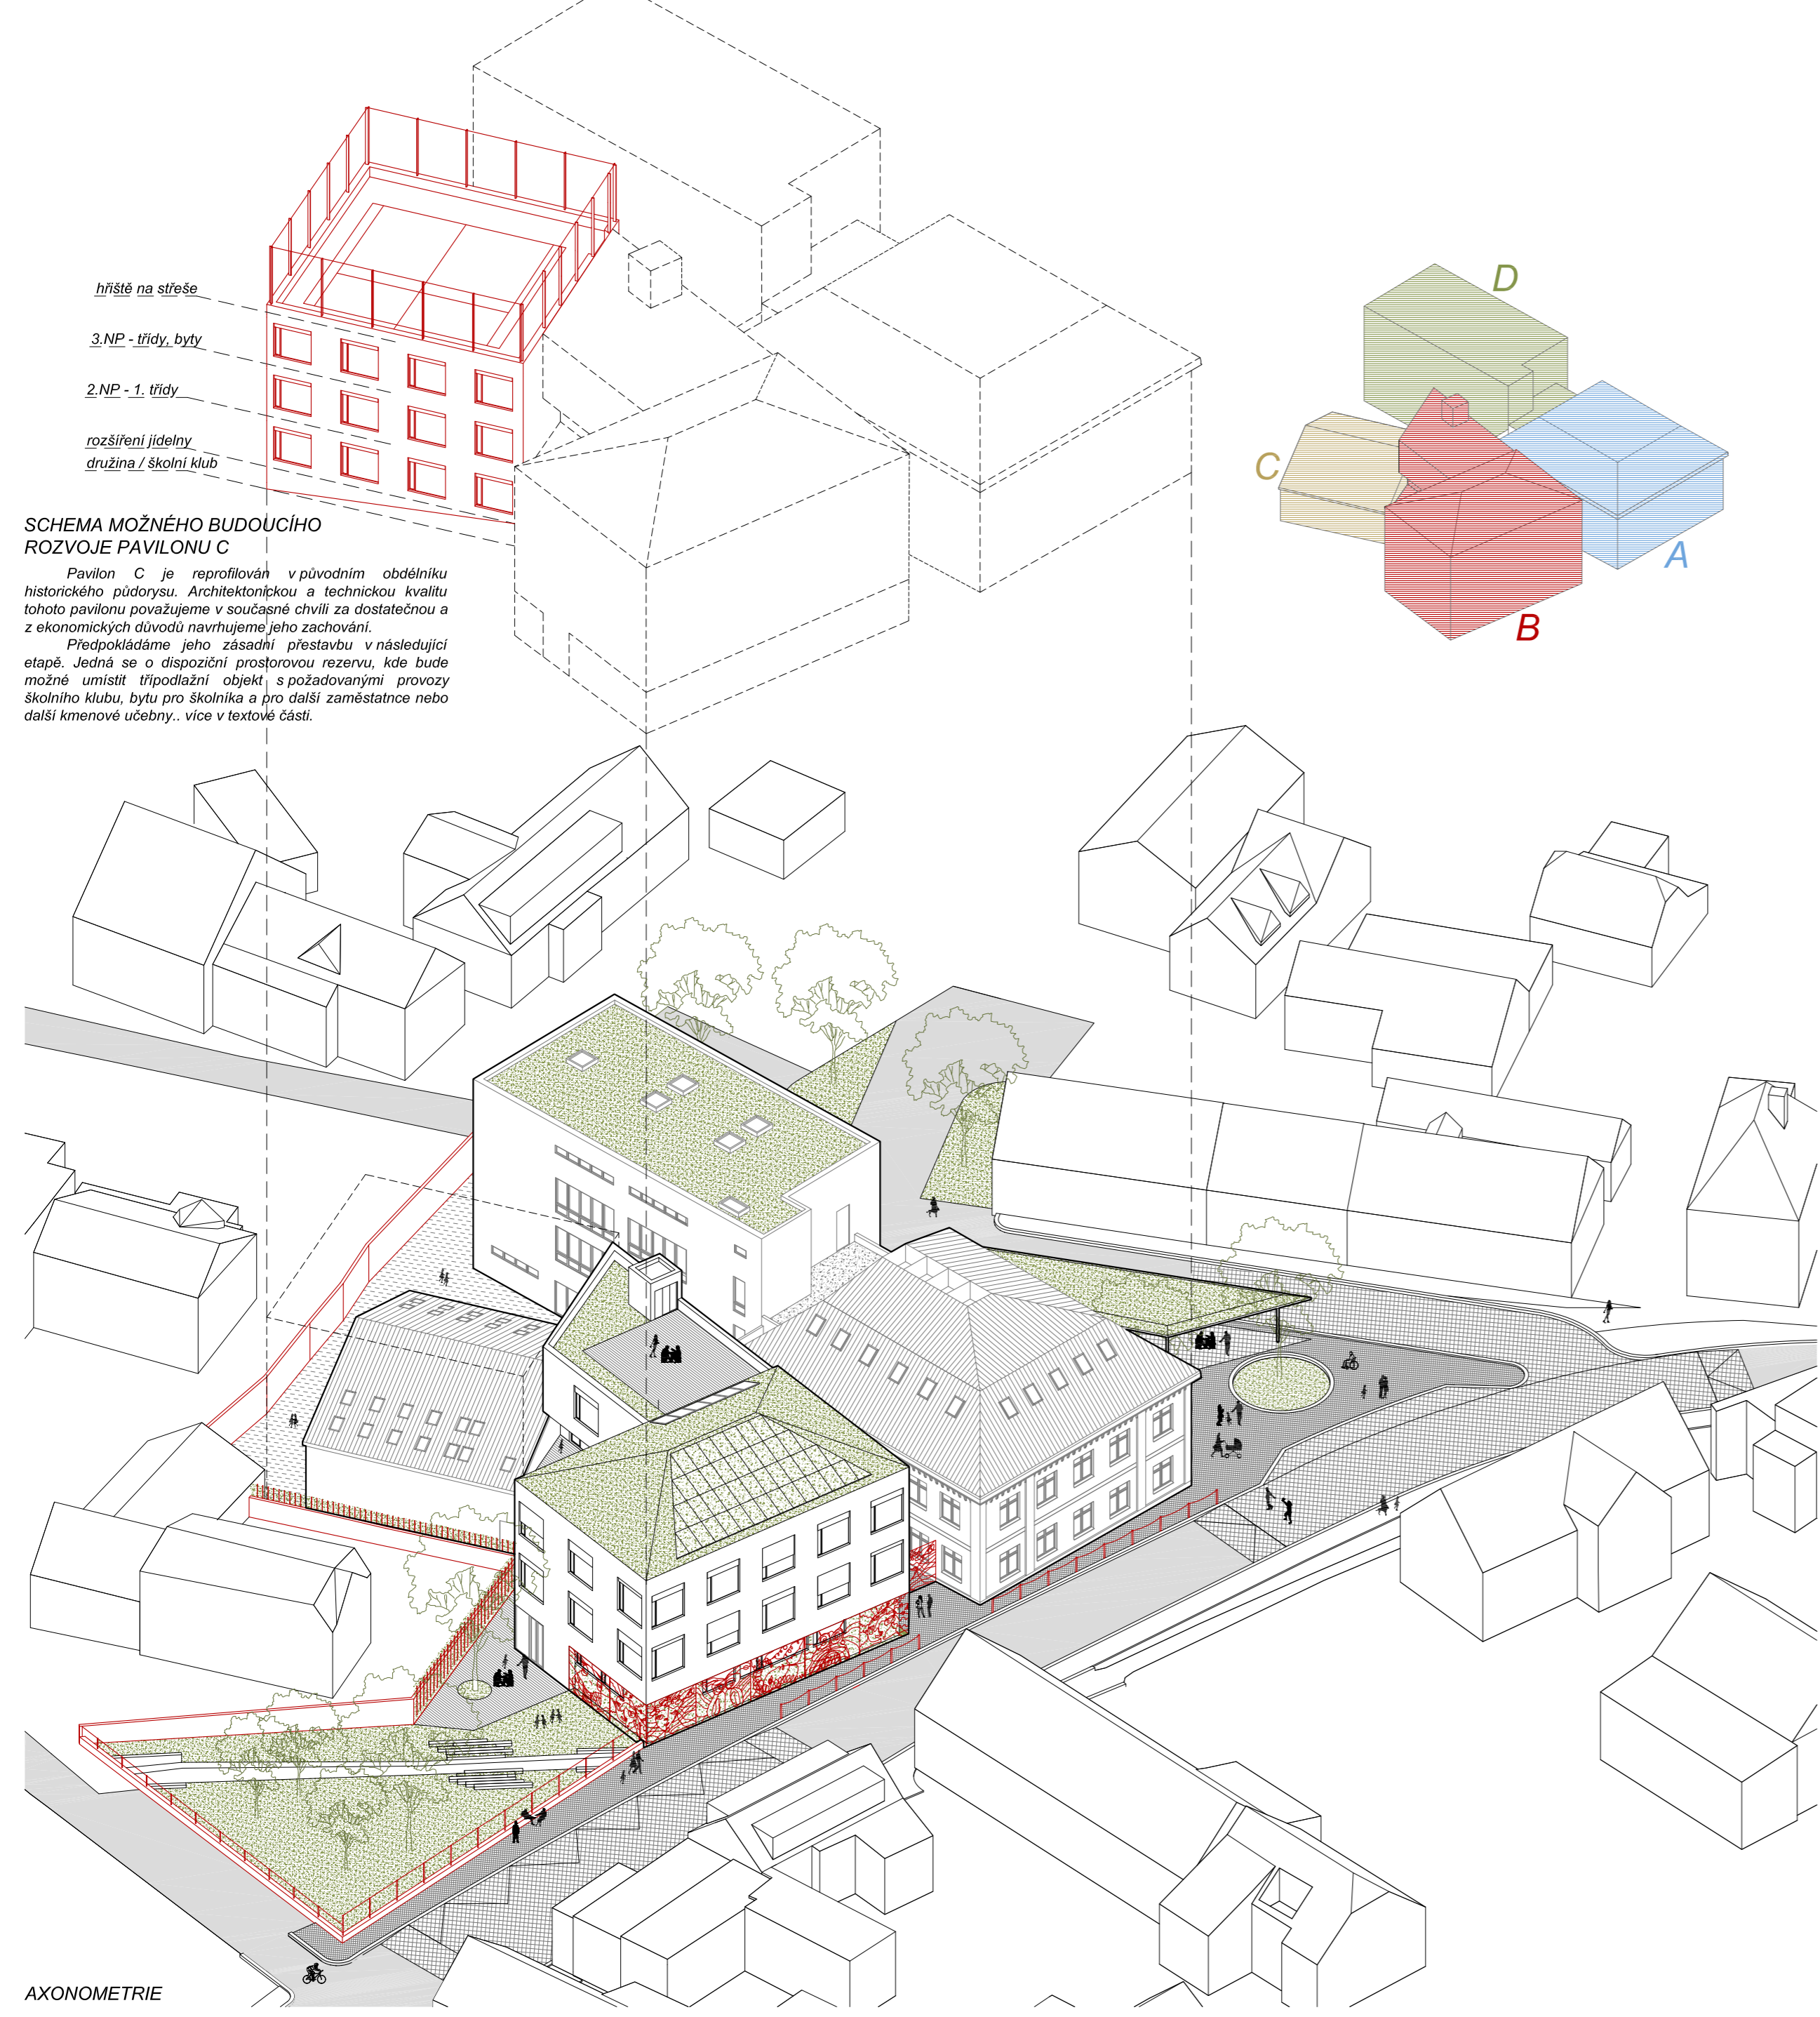 hřiště na střeše
3.NP - třídy, byty
2.NP - 1. třídy
rozšíření jídelny
družina / školní klub
SCHEMA MOŽNÉHO BUDOUCÍHO
ROZVOJE PAVILONU C
Pavilon C je reprofilován v původním obdélníku
historického půdorysu. Architektonickou a technickou kvalitu
tohoto pavilonu považujeme v současné chvíli za dostatečnou a
z ekonomických důvodů navrhujeme jeho zachování.
Předpokládáme jeho zásadní přestavbu v následující
etapě. Jedná se o dispoziční prostorovou rezervu, kde bude
možné umístit třípodlažní objekt s požadovanými provozy
školního klubu, bytu pro školníka a pro další zaměstatnce nebo
další kmenové učebny.. více v textové části.
D
C
A
B
AXONOMETRIE